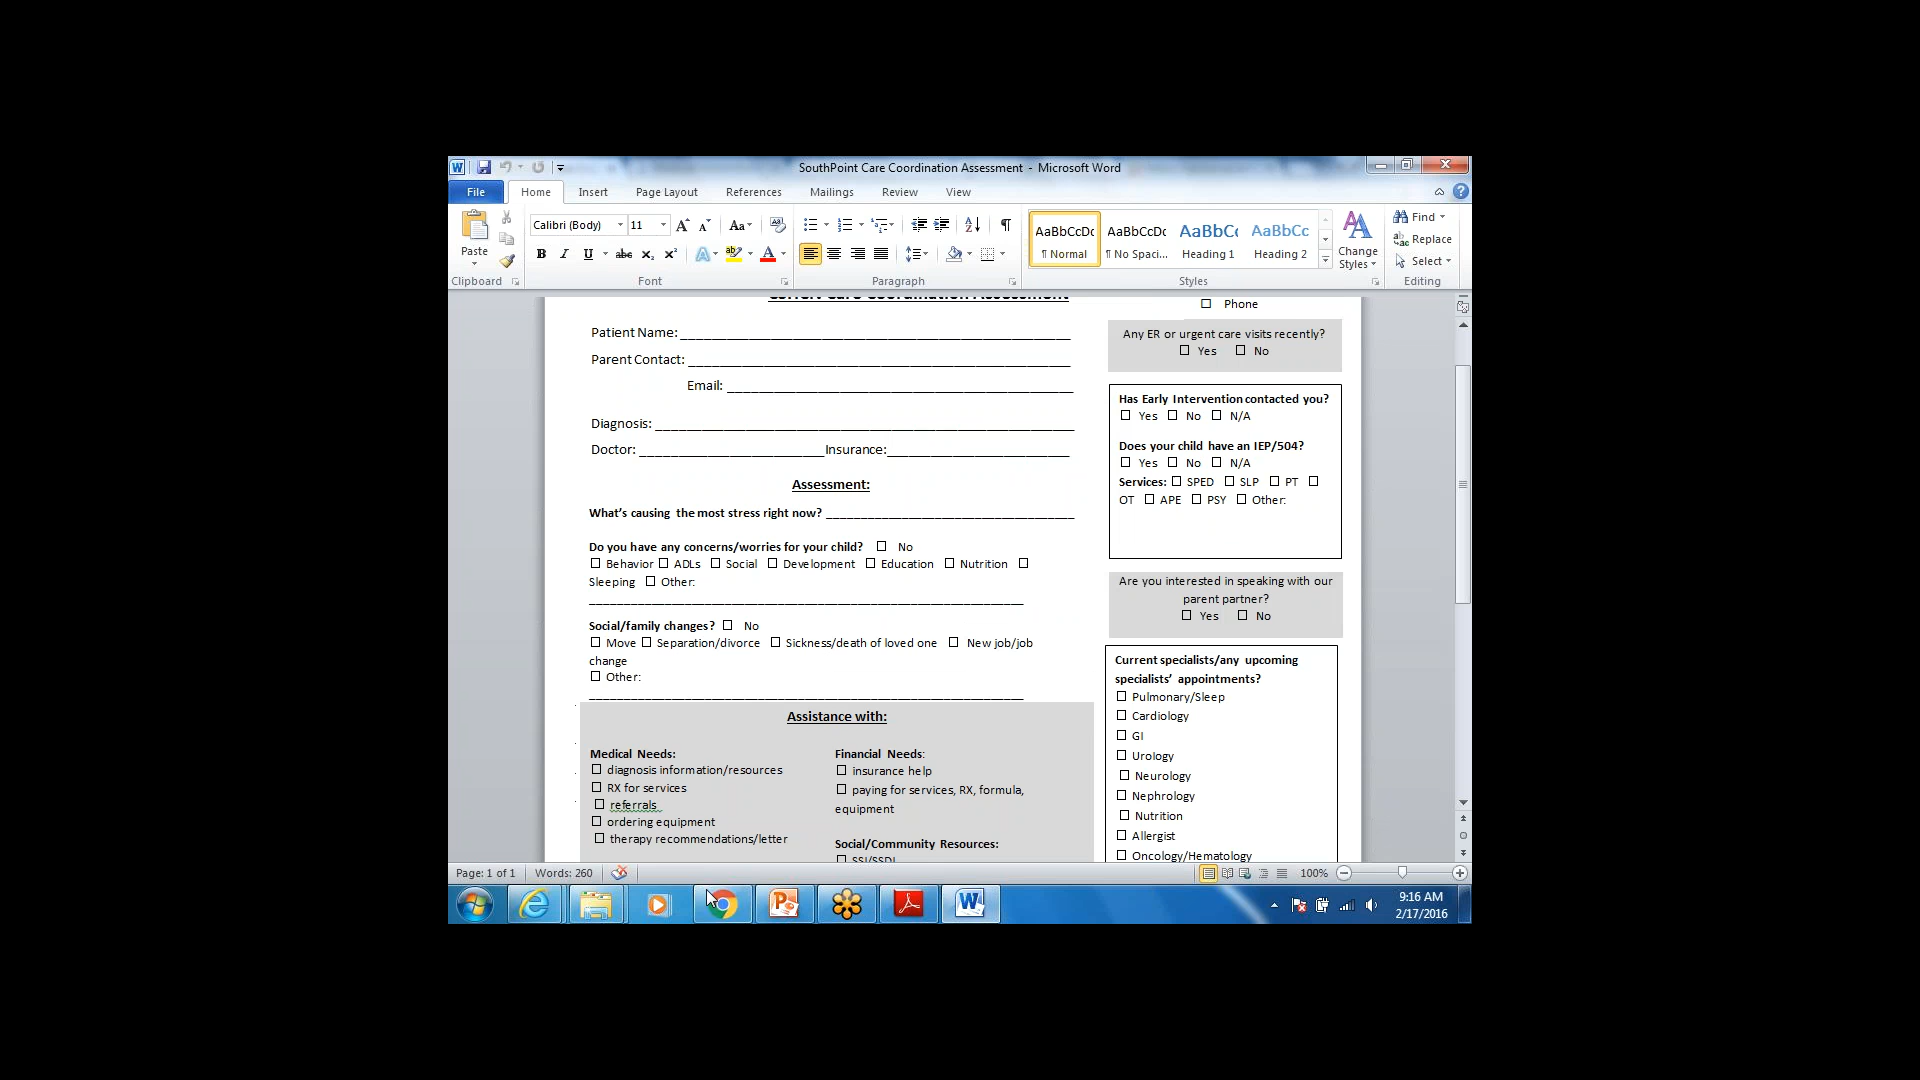 SouthPoint Care Coordination Assessment - Microsoft Word
File Home Insert Page Layout References Mailings Review View
Paste
Calibri (Body) 11
AaBbCcDc AaBbCcDc AaBbCc AaBbCc
¶ Normal ¶ No Spaci... Heading 1 Heading 2
Change Styles
Find
Replace
Select
Clipboard Font Paragraph Styles Editing
Care Coordination Assessment
Patient Name:
Parent Contact:
Email:
Diagnosis:
Doctor: Insurance:
Assessment:
What's causing the most stress right now?
Do you have any concerns/worries for your child? No
Behavior ADLs Social Development Education Nutrition
Sleeping Other:
Social/family changes? No
Move Separation/divorce Sickness/death of loved one New job/job
change
Other:
Assistance with:
Medical Needs:
diagnosis information/resources
RX for services
referrals
ordering equipment
therapy recommendations/letter
Financial Needs:
insurance help
paying for services, RX, formula,
equipment
Social/Community Resources:
SSI/SSDI
Phone
Any ER or urgent care visits recently?
Yes No
Has Early Intervention contacted you?
Yes No N/A
Does your child have an IEP/504?
Yes No N/A
Services: SPED SLP PT
OT APE PSY Other:
Are you interested in speaking with our
parent partner?
Yes No
Current specialists/any upcoming
specialists' appointments?
Pulmonary/Sleep
Cardiology
GI
Urology
Neurology
Nephrology
Nutrition
Allergist
Oncology/Hematology
Page: 1 of 1 Words: 260 100%
9:16 AM
2/17/2016